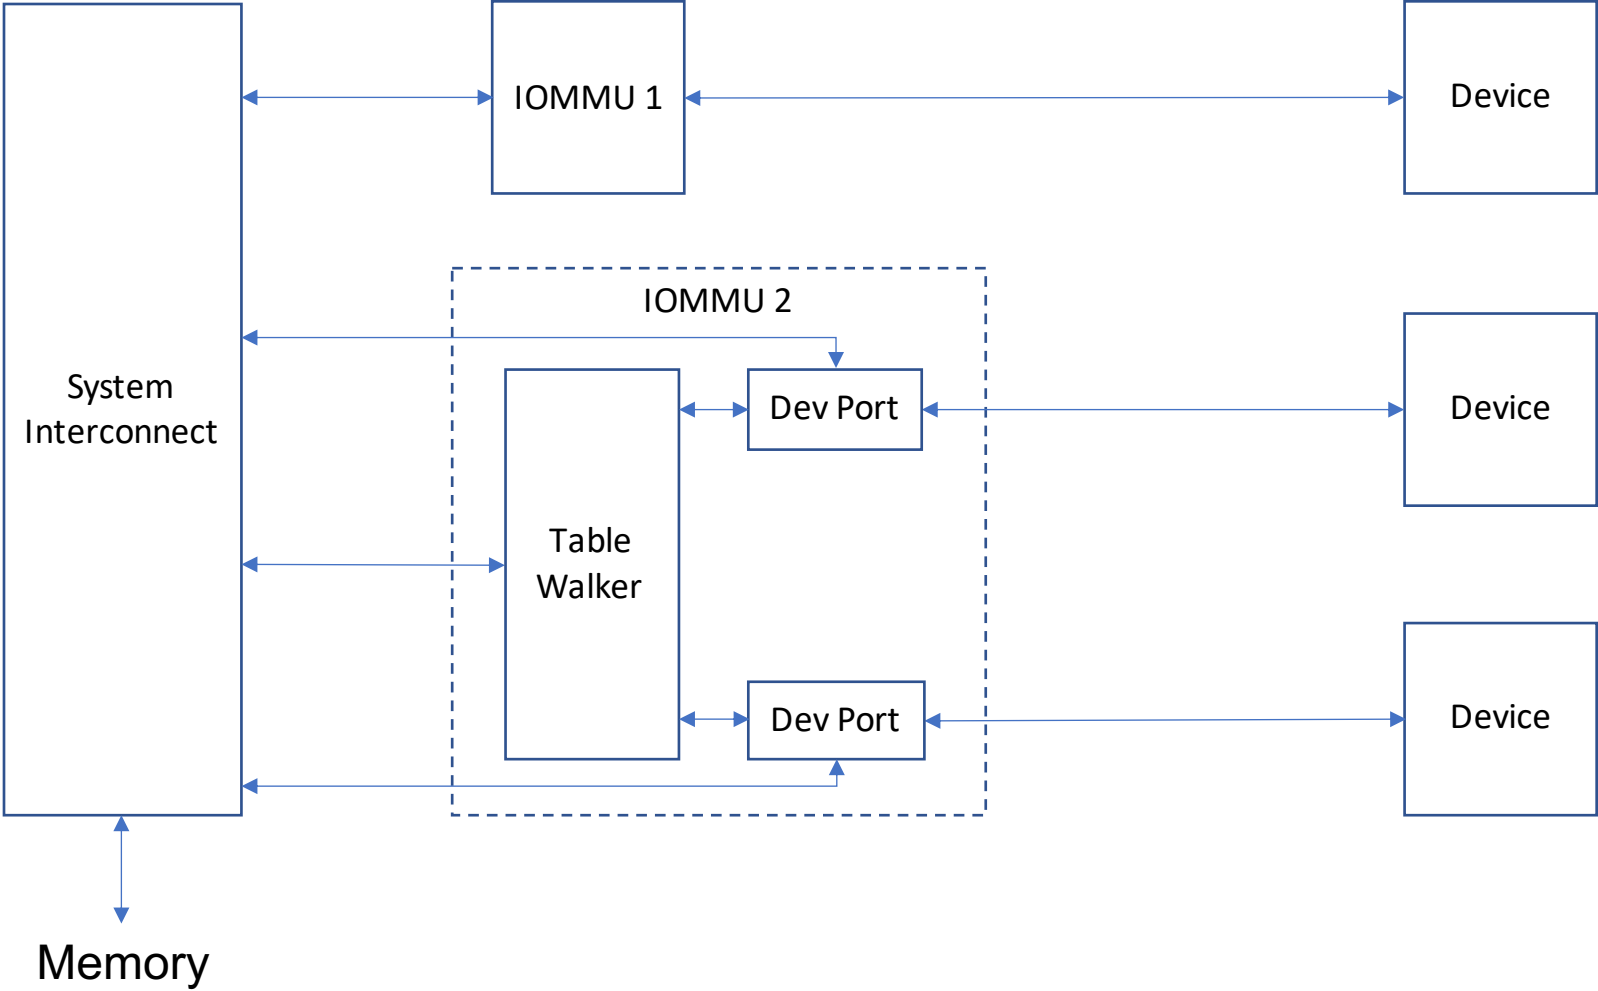 IOMMU 1
Device
IOMMU 2
System
Interconnect
Dev Port
Device
Table
Walker
Dev Port
Device
Memory